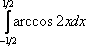 1/2
∫ arccos 2xdx
−1/2